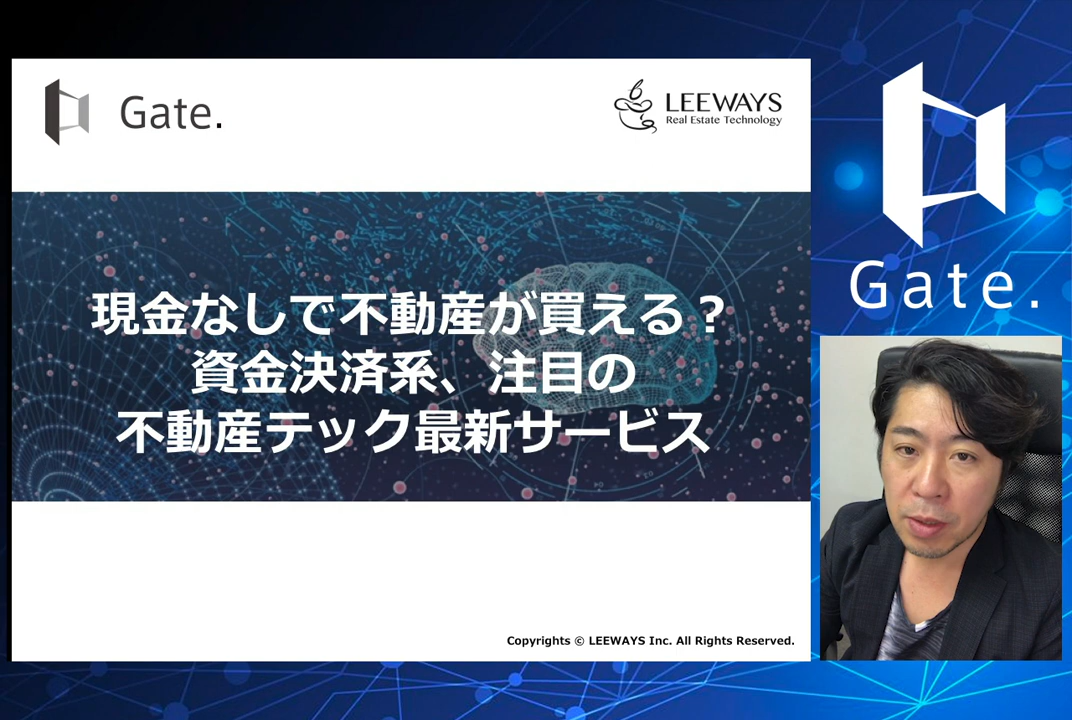 Gate.
LEEWAYS
Real Estate Technology
現金なしで不動産が買える？
資金決済系、注目の
不動産テック最新サービス
Copyrights © LEEWAYS Inc. All Rights Reserved.
Gate.